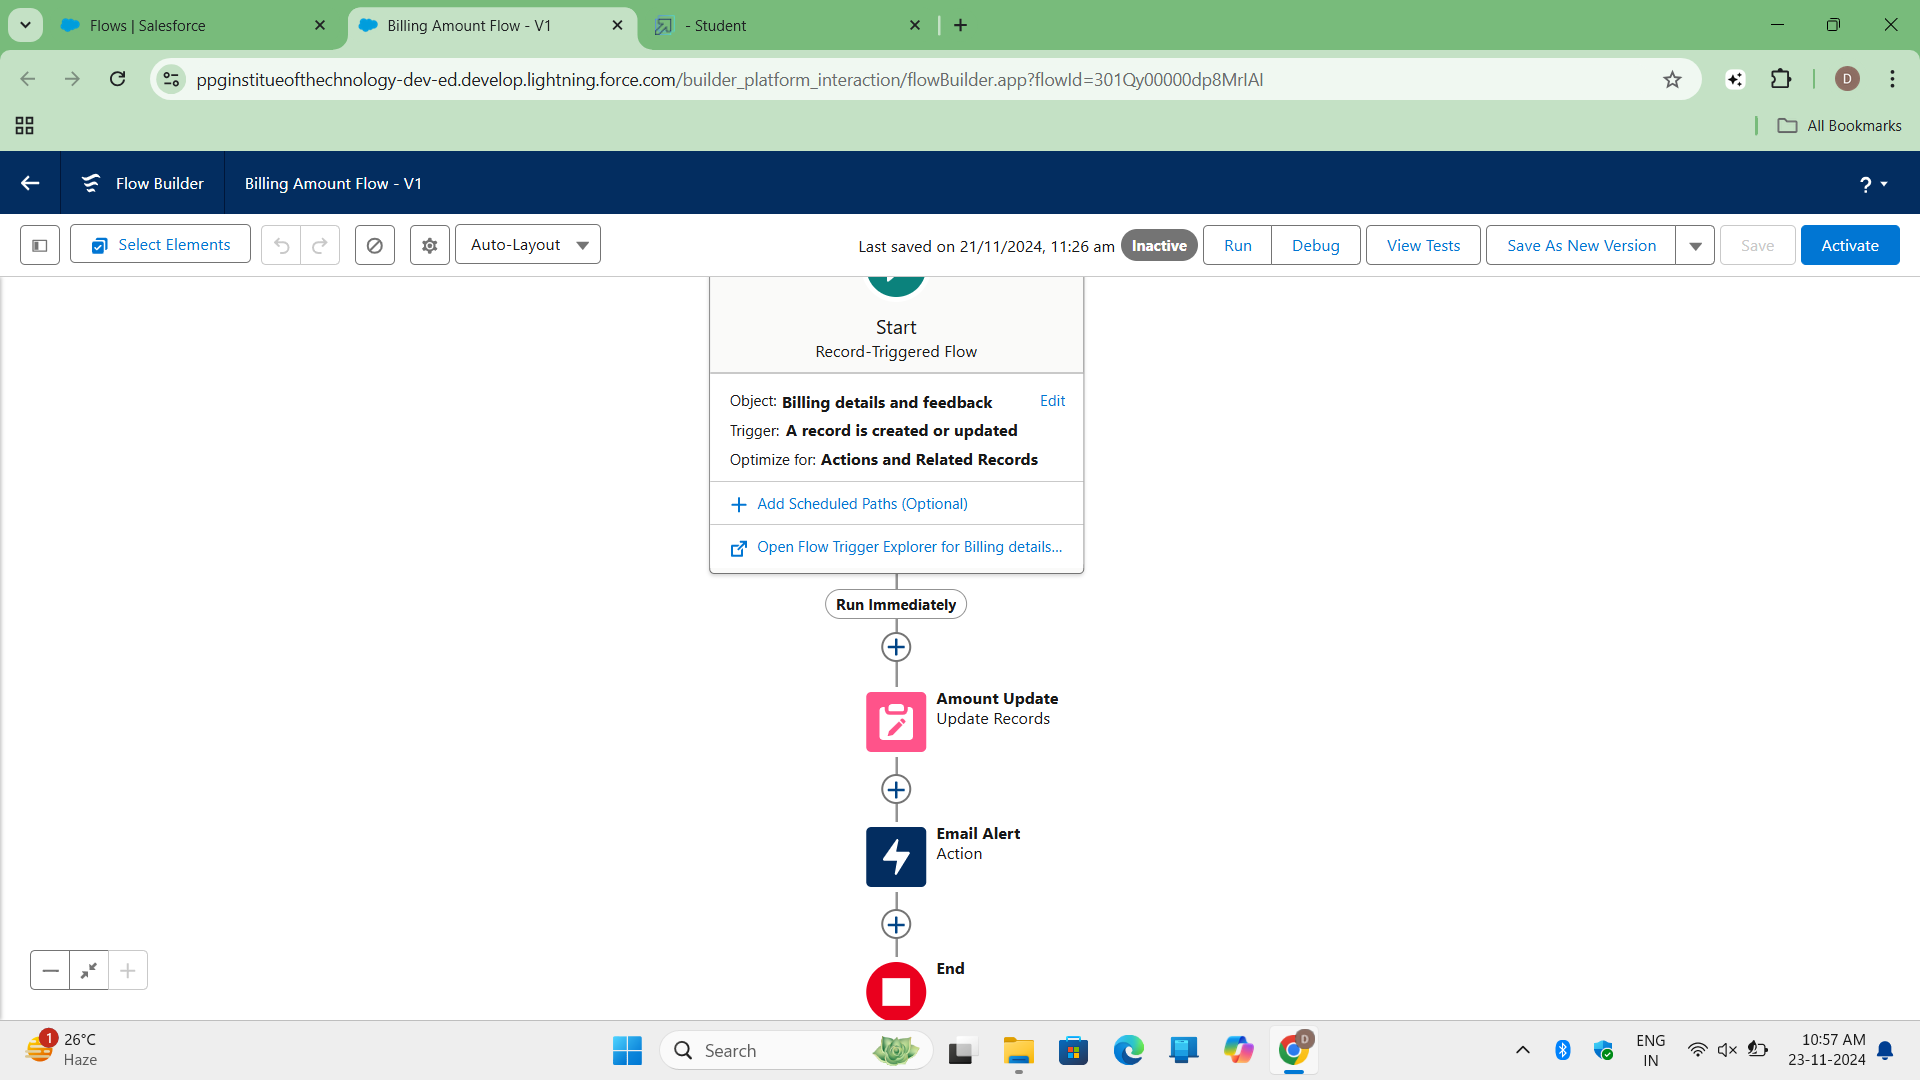 Flows | Salesforce
Billing Amount Flow - V1
- Student
ppginstitueofthechnology-dev-ed.develop.lightning.force.com/builder_platform_interaction/flowBuilder.app?flowId=301Qy00000dp8MrIAI
D
All Bookmarks
Flow Builder
Billing Amount Flow - V1
?
Select Elements
Auto-Layout
Last saved on 21/11/2024, 11:26 am
Inactive
Run
Debug
View Tests
Save As New Version
Save
Activate
Start
Record-Triggered Flow
Object: Billing details and feedback
Edit
Trigger: A record is created or updated
Optimize for: Actions and Related Records
Add Scheduled Paths (Optional)
Open Flow Trigger Explorer for Billing details...
Run Immediately
Amount Update
Update Records
Email Alert
Action
End
1
26°C
Haze
Search
D
ENG
IN
10:57 AM
23-11-2024